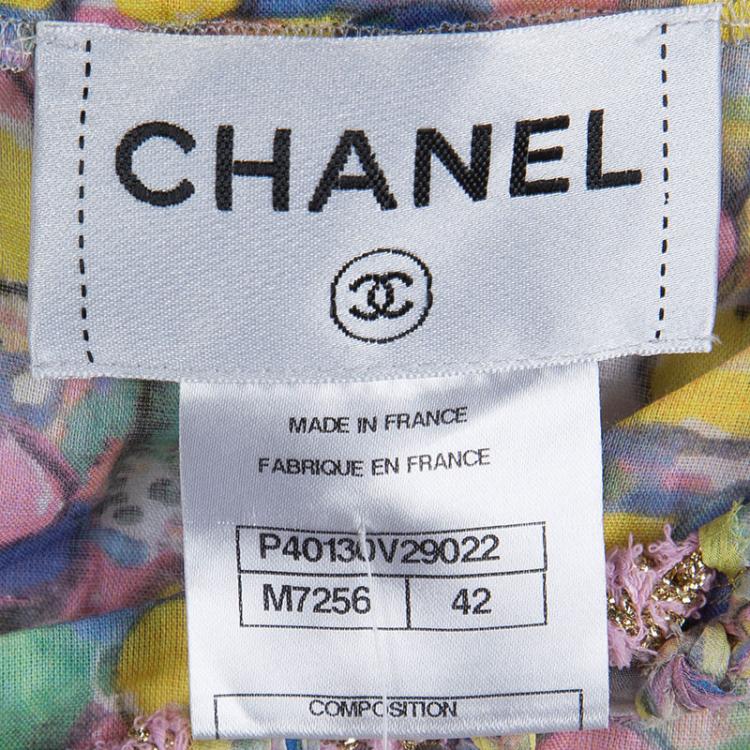 CHANEL
MADE IN FRANCE
FABRIQUE EN FRANCE
P40130V29022
M7256 42
COMPOSITION